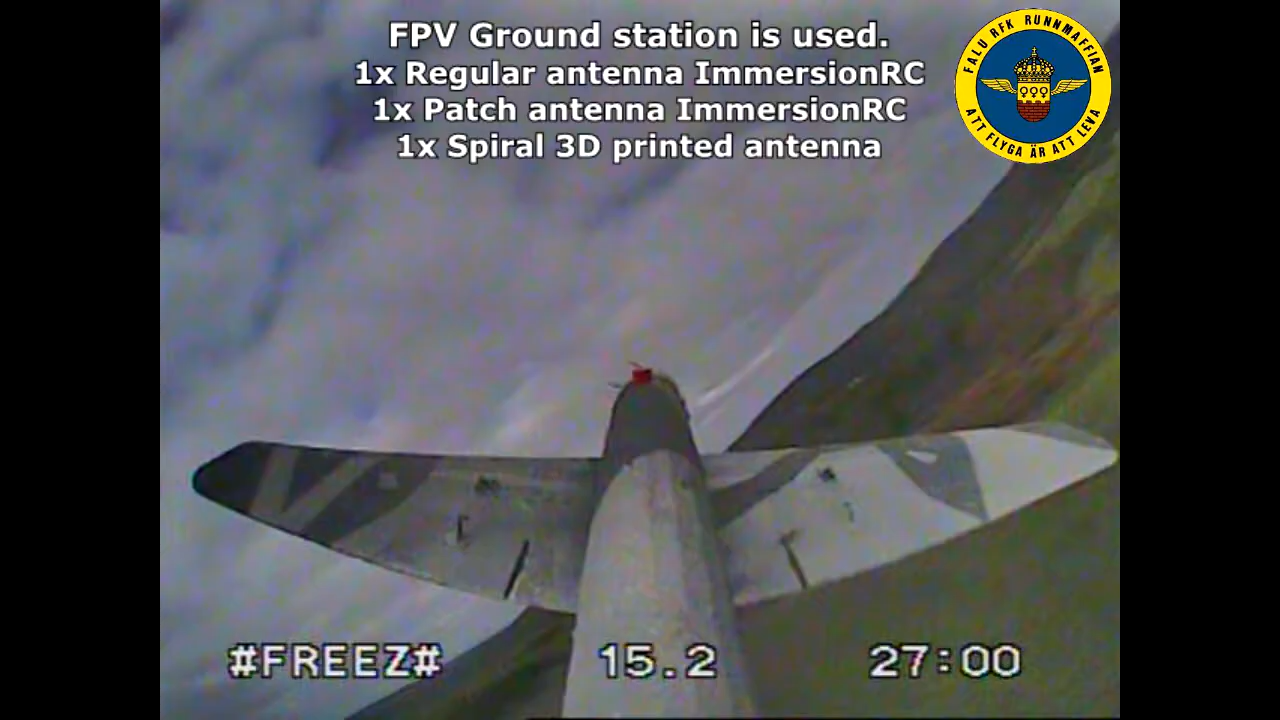 FPV Ground station is used.
1x Regular antenna ImmersionRC
1x Patch antenna ImmersionRC
1x Spiral 3D printed antenna
FALU RFK RUNNMAFFIAN
ATT FLYGA ÄR ATT LEVA
#FREEZ# 15.2 27:00